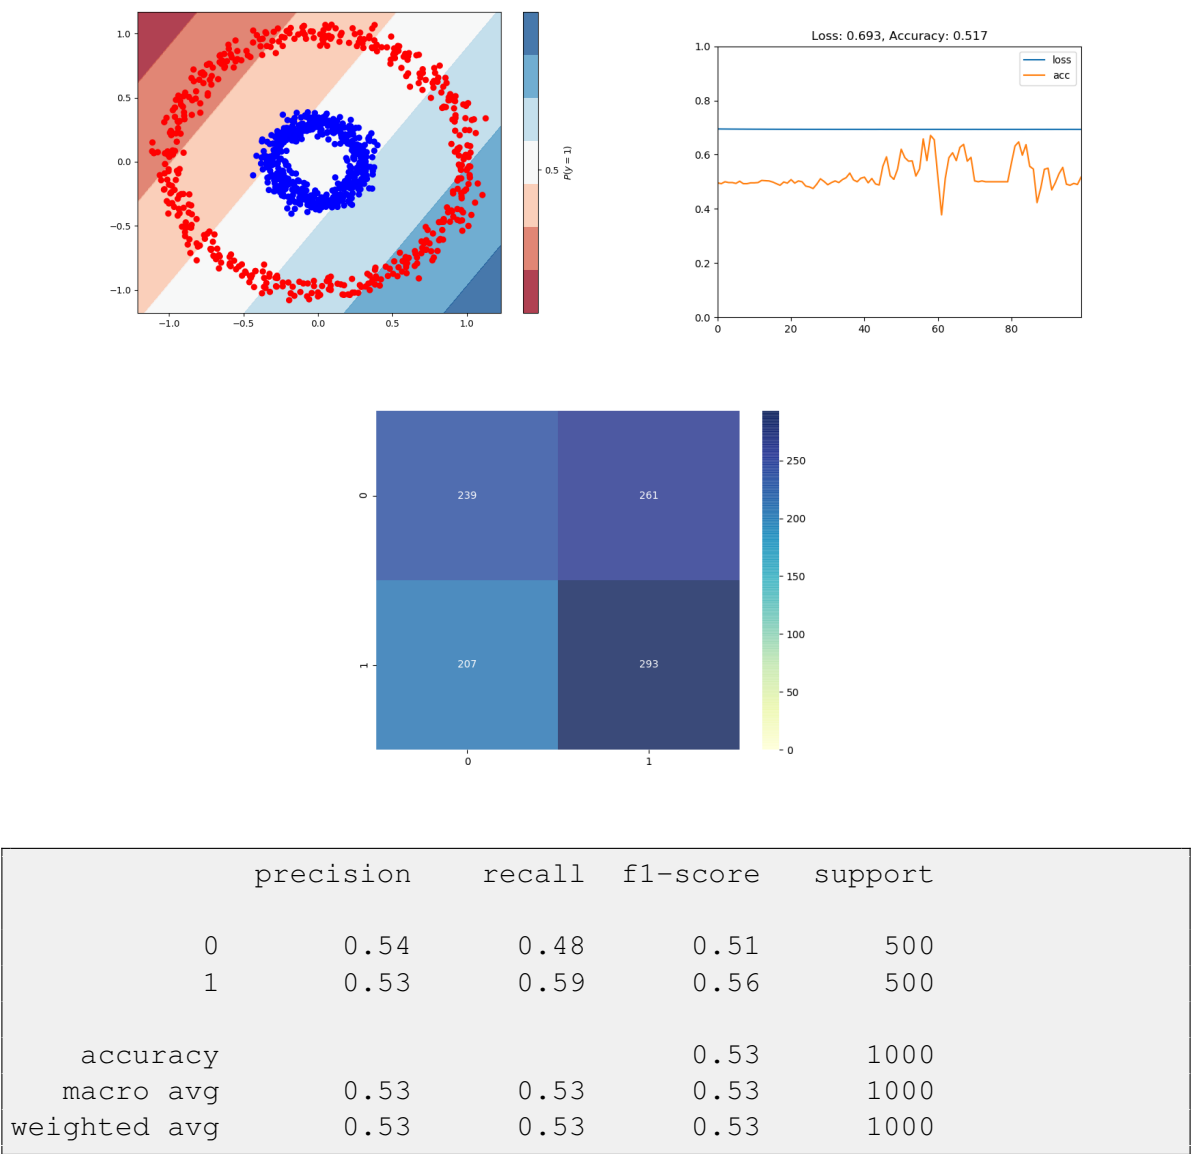 1.0
0.5
0.0
−0.5
−1.0
−1.0 −0.5 0.0 0.5 1.0
0.5
P(y = 1)
Loss: 0.693, Accuracy: 0.517
loss
acc
1.0
0.8
0.6
0.4
0.2
0.0
0 20 40 60 80
0 239 261
1 207 293
0 1
250
200
150
100
50
0
precision recall f1-score support
0 0.54 0.48 0.51 500
1 0.53 0.59 0.56 500
accuracy 0.53 1000
macro avg 0.53 0.53 0.53 1000
weighted avg 0.53 0.53 0.53 1000